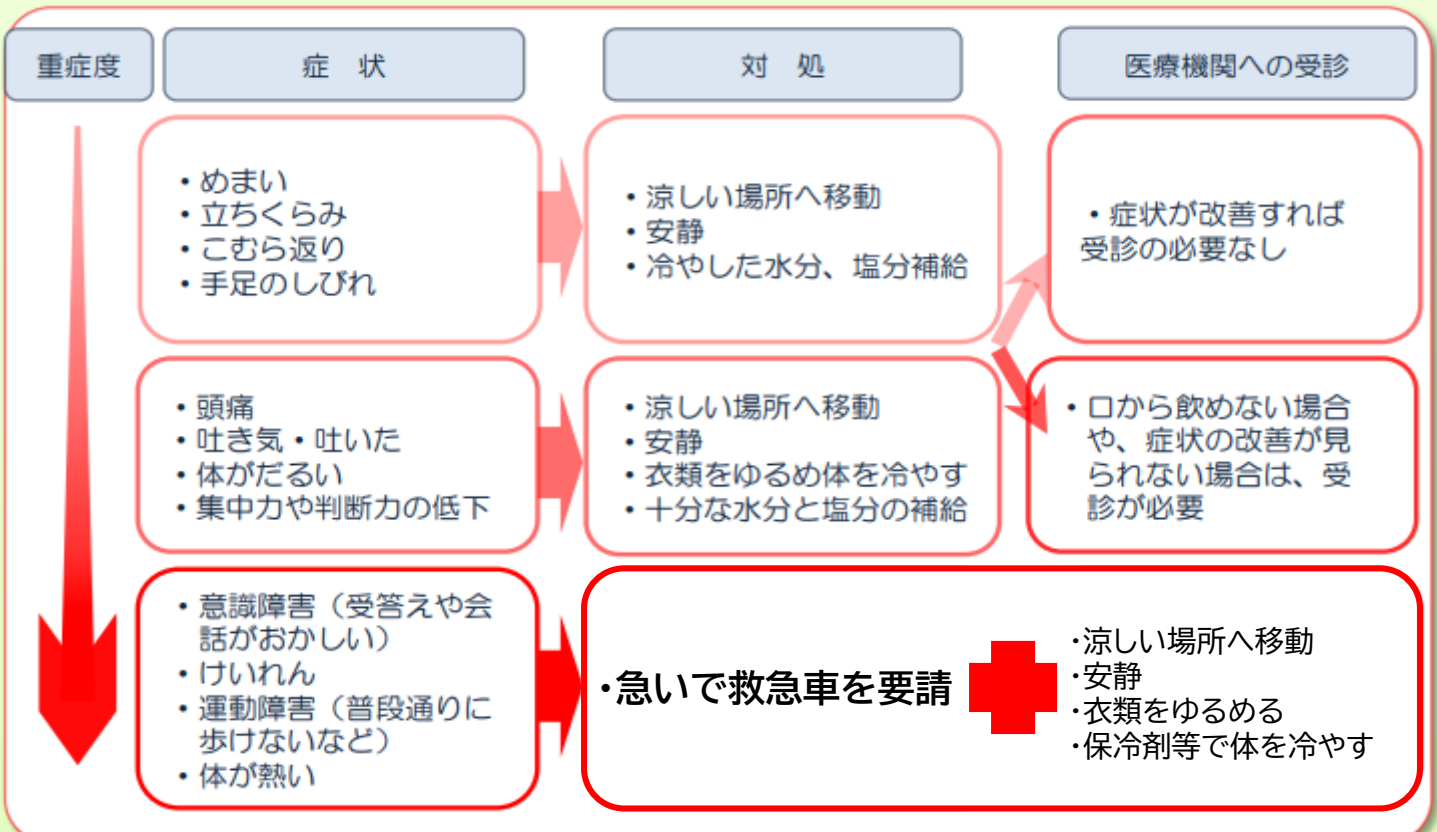 重症度
症 状
対 処
医療機関への受診
・めまい
・立ちくらみ
・こむら返り
・手足のしびれ
・涼しい場所へ移動
・安静
・冷やした水分、塩分補給
・症状が改善すれば
受診の必要なし
・頭痛
・吐き気・吐いた
・体がだるい
・集中力や判断力の低下
・涼しい場所へ移動
・安静
・衣類をゆるめ体を冷やす
・十分な水分と塩分の補給
・口から飲めない場合
や、症状の改善が見
られない場合は、受
診が必要
・意識障害（受答えや会
話がおかしい）
・けいれん
・運動障害（普段通りに
歩けないなど）
・体が熱い
・急いで救急車を要請
・涼しい場所へ移動
・安静
・衣類をゆるめる
・保冷剤等で体を冷やす